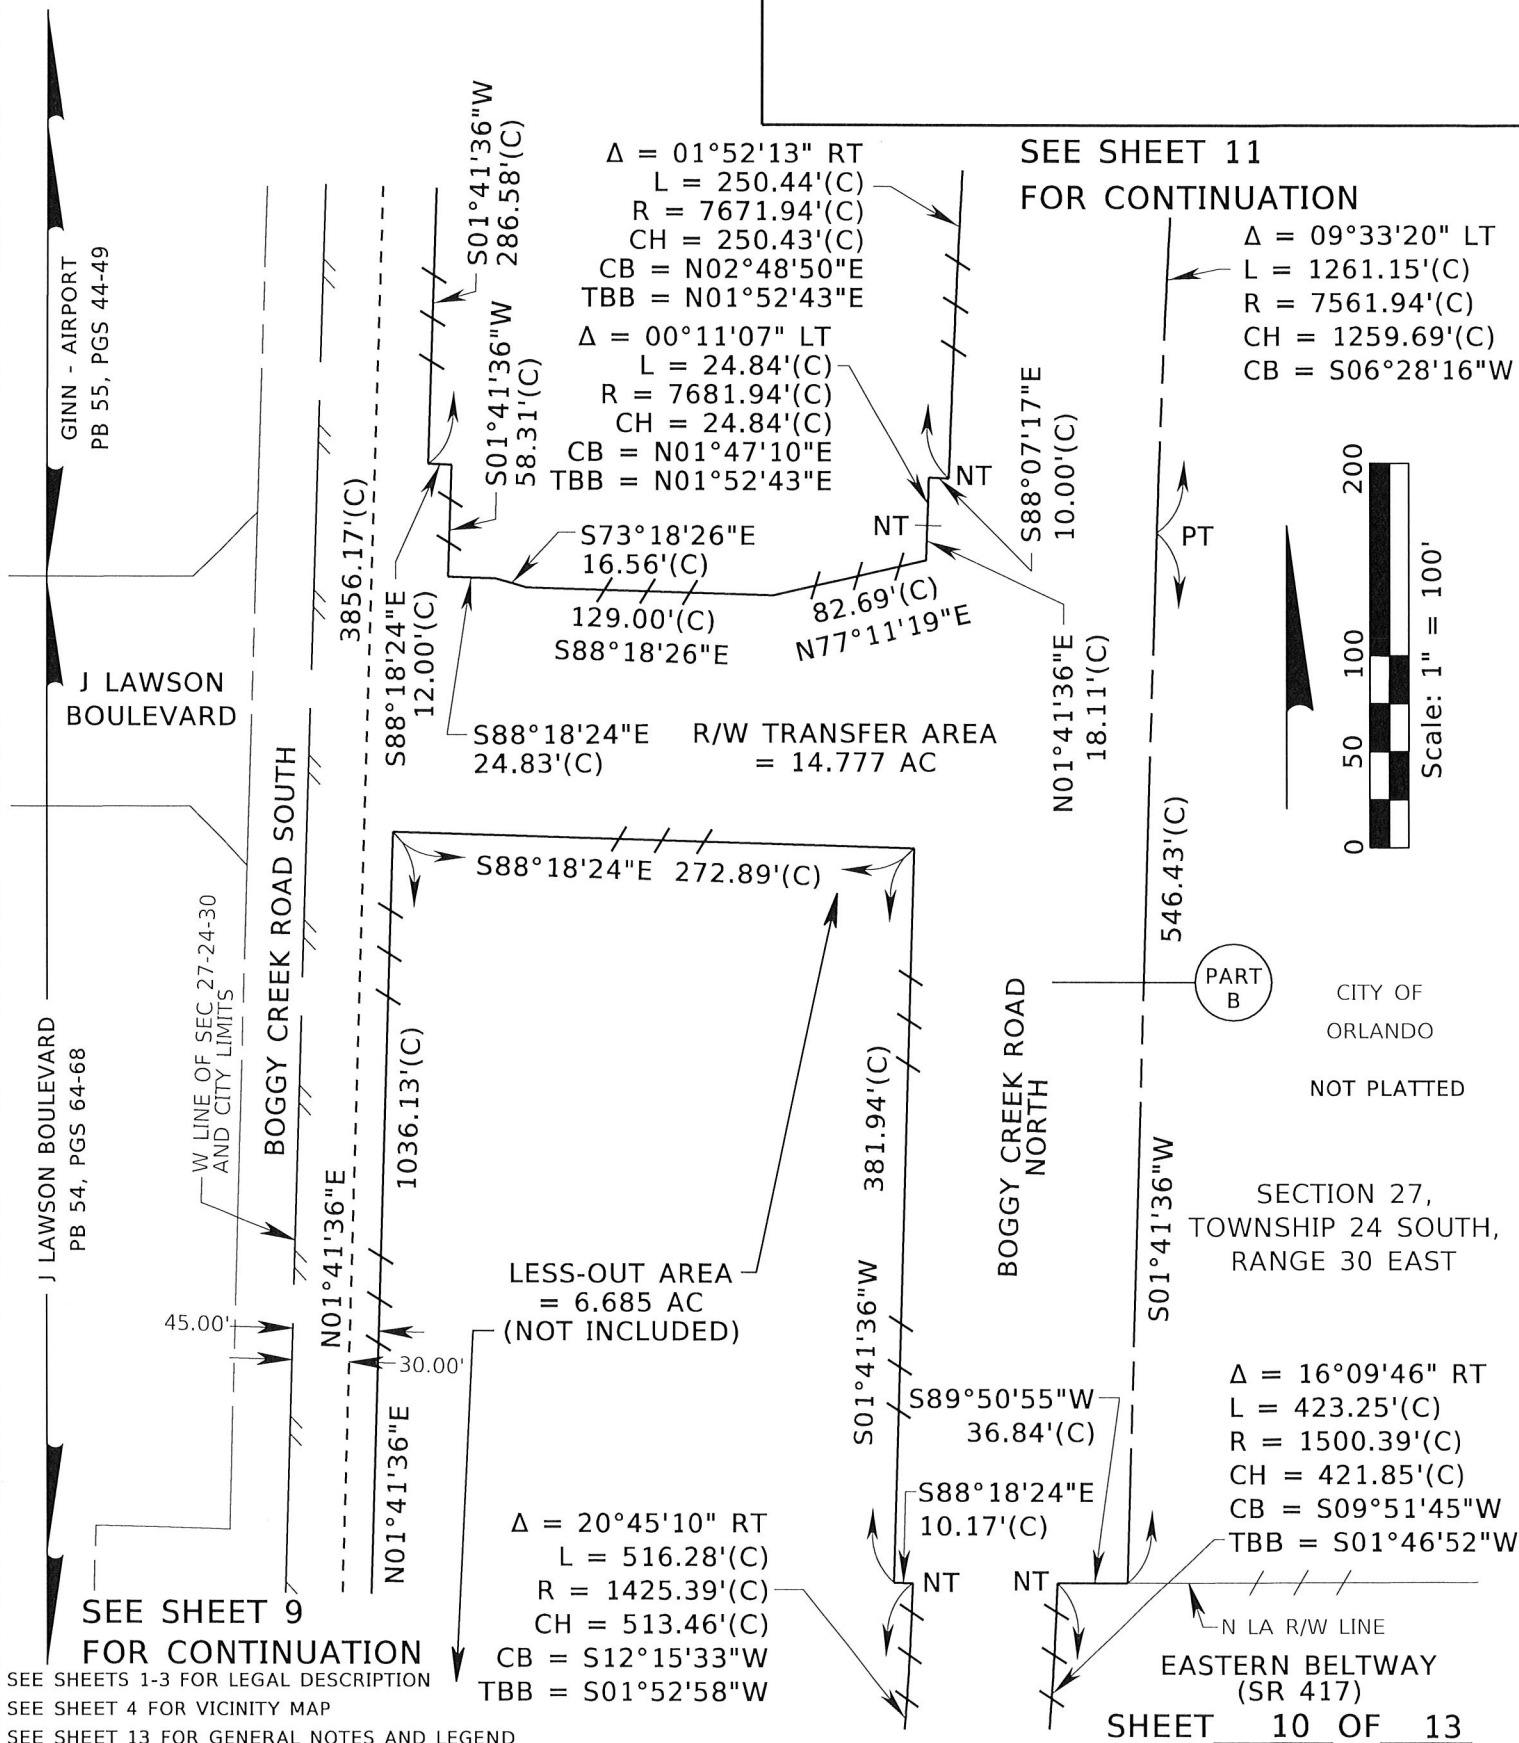 SEE SHEET 11
FOR CONTINUATION
S01°41'36"W
286.58'(C)
Δ = 01°52'13" RT
L = 250.44'(C)
R = 7671.94'(C)
CH = 250.43'(C)
CB = N02°48'50"E
TBB = N01°52'43"E
Δ = 09°33'20" LT
L = 1261.15'(C)
R = 7561.94'(C)
CH = 1259.69'(C)
CB = S06°28'16"W
GINN - AIRPORT
PB 55, PGS 44-49
S01°41'36"W
58.31'(C)
Δ = 00°11'07" LT
L = 24.84'(C)
R = 7681.94'(C)
CH = 24.84'(C)
CB = N01°47'10"E
TBB = N01°52'43"E
NT
NT
S88°07'17"E
10.00'(C)
PT
3856.17'(C)
S88°18'24"E
12.00'(C)
S73°18'26"E
16.56'(C)
129.00'(C)
S88°18'26"E
82.69'(C)
N77°11'19"E
N01°41'36"E
18.11'(C)
0
50
100
200
Scale: 1" = 100'
J LAWSON
BOULEVARD
S88°18'24"E
24.83'(C)
R/W TRANSFER AREA
= 14.777 AC
BOGGY CREEK ROAD SOUTH
S88°18'24"E 272.89'(C)
546.43'(C)
W LINE OF SEC 27-24-30
AND CITY LIMITS
PART
B
CITY OF
ORLANDO
NOT PLATTED
J LAWSON BOULEVARD
PB 54, PGS 64-68
1036.13'(C)
381.94'(C)
BOGGY CREEK ROAD
NORTH
N01°41'36"E
S01°41'36"W
S01°41'36"W
SECTION 27,
TOWNSHIP 24 SOUTH,
RANGE 30 EAST
LESS-OUT AREA
= 6.685 AC
(NOT INCLUDED)
45.00'
30.00'
N01°41'36"E
S89°50'55"W
36.84'(C)
S88°18'24"E
10.17'(C)
Δ = 16°09'46" RT
L = 423.25'(C)
R = 1500.39'(C)
CH = 421.85'(C)
CB = S09°51'45"W
TBB = S01°46'52"W
Δ = 20°45'10" RT
L = 516.28'(C)
R = 1425.39'(C)
CH = 513.46'(C)
CB = S12°15'33"W
TBB = S01°52'58"W
NT
NT
N LA R/W LINE
EASTERN BELTWAY
(SR 417)
SEE SHEET 9
FOR CONTINUATION
SEE SHEETS 1-3 FOR LEGAL DESCRIPTION
SEE SHEET 4 FOR VICINITY MAP
SEE SHEET 13 FOR GENERAL NOTES AND LEGEND
SHEET 10 OF 13